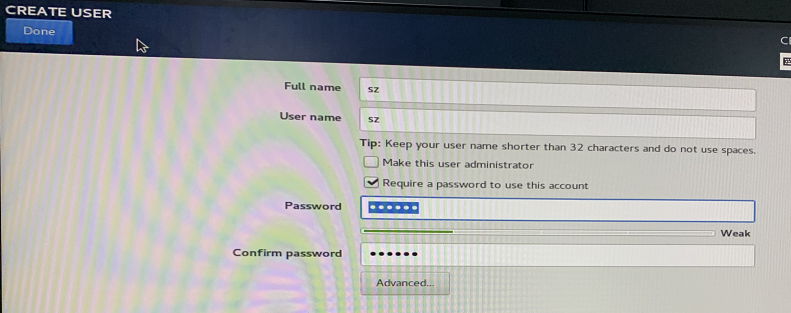 CREATE USER
Done
Full name
sz
User name
sz
Tip: Keep your user name shorter than 32 characters and do not use spaces.
Make this user administrator
Require a password to use this account
Password
••••••
Weak
Confirm password
••••••
Advanced...